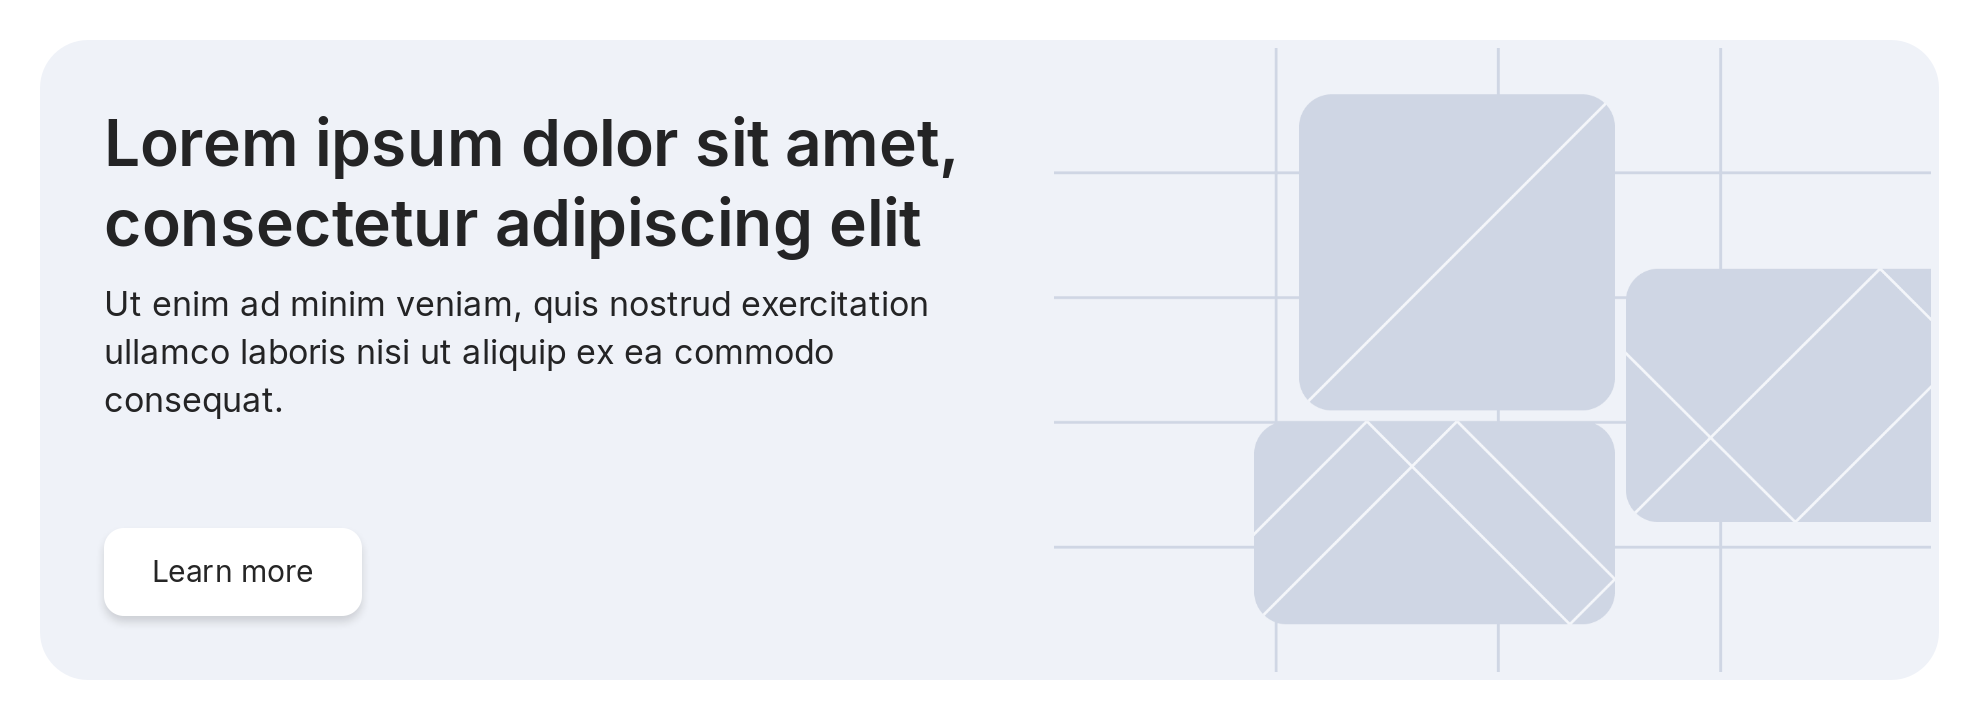 Lorem ipsum dolor sit amet,
consectetur adipiscing elit
Ut enim ad minim veniam, quis nostrud exercitation
ullamco laboris nisi ut aliquip ex ea commodo
consequat.
Learn more